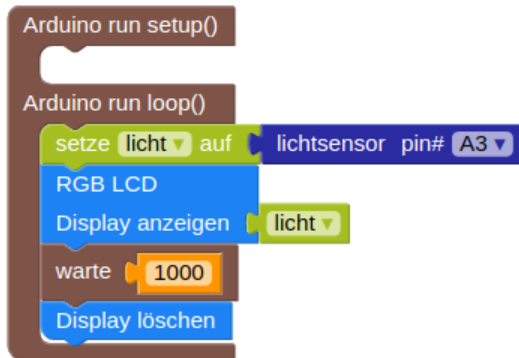 Arduino run setup()
Arduino run loop()
setze licht auf lichtsensor pin# A3
RGB LCD
Display anzeigen licht
warte 1000
Display löschen